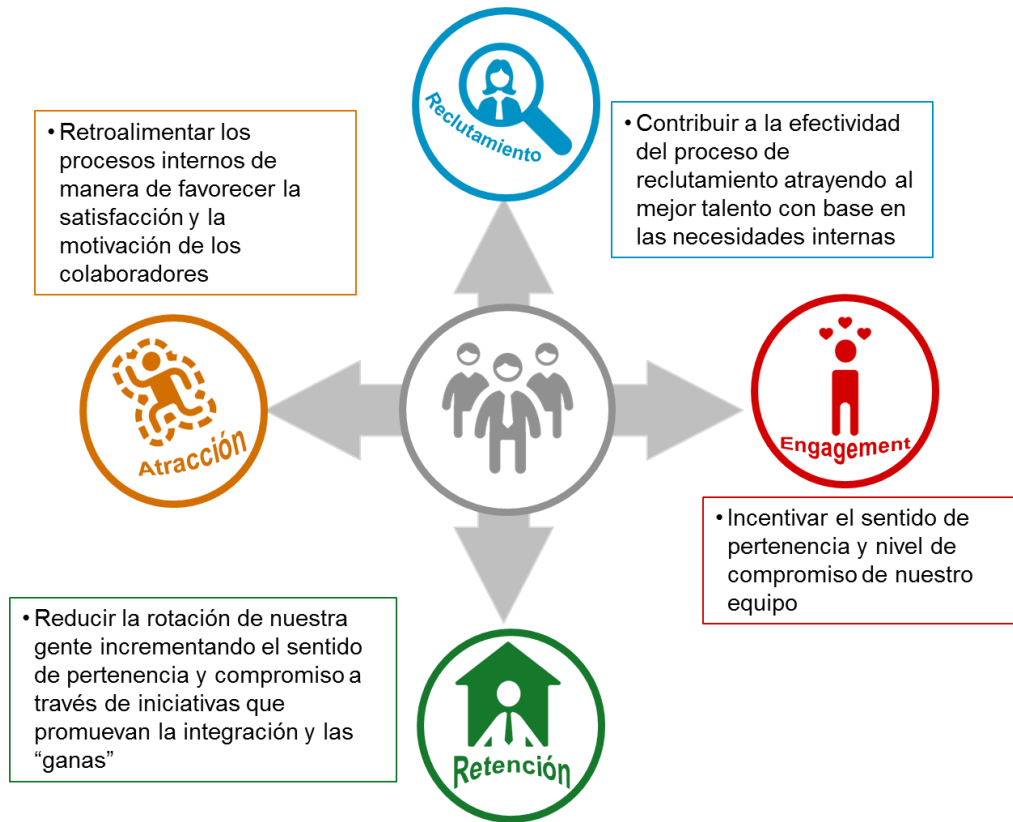 Reclutamiento
• Retroalimentar los
procesos internos de
manera de favorecer la
satisfacción y la
motivación de los
colaboradores
• Contribuir a la efectividad
del proceso de
reclutamiento atrayendo al
mejor talento con base en
las necesidades internas
Atracción
Engagement
• Incentivar el sentido de
pertenencia y nivel de
compromiso de nuestro
equipo
• Reducir la rotación de nuestra
gente incrementando el sentido
de pertenencia y compromiso a
través de iniciativas que
promuevan la integración y las
“ganas”
Retención